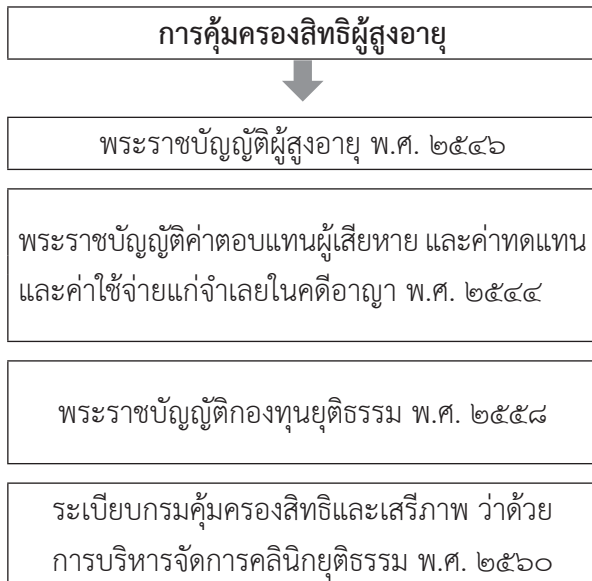 การคุ้มครองสิทธิผู้สูงอายุ
พระราชบัญญัติผู้สูงอายุ พ.ศ. ๒๕๔๖
พระราชบัญญัติค่าตอบแทนผู้เสียหาย และค่าทดแทน
และค่าใช้จ่ายแก่จำเลยในคดีอาญา พ.ศ. ๒๕๔๔
พระราชบัญญัติกองทุนยุติธรรม พ.ศ. ๒๕๕๘
ระเบียบกรมคุ้มครองสิทธิและเสรีภาพ ว่าด้วย
การบริหารจัดการคลินิกยุติธรรม พ.ศ. ๒๕๖๐